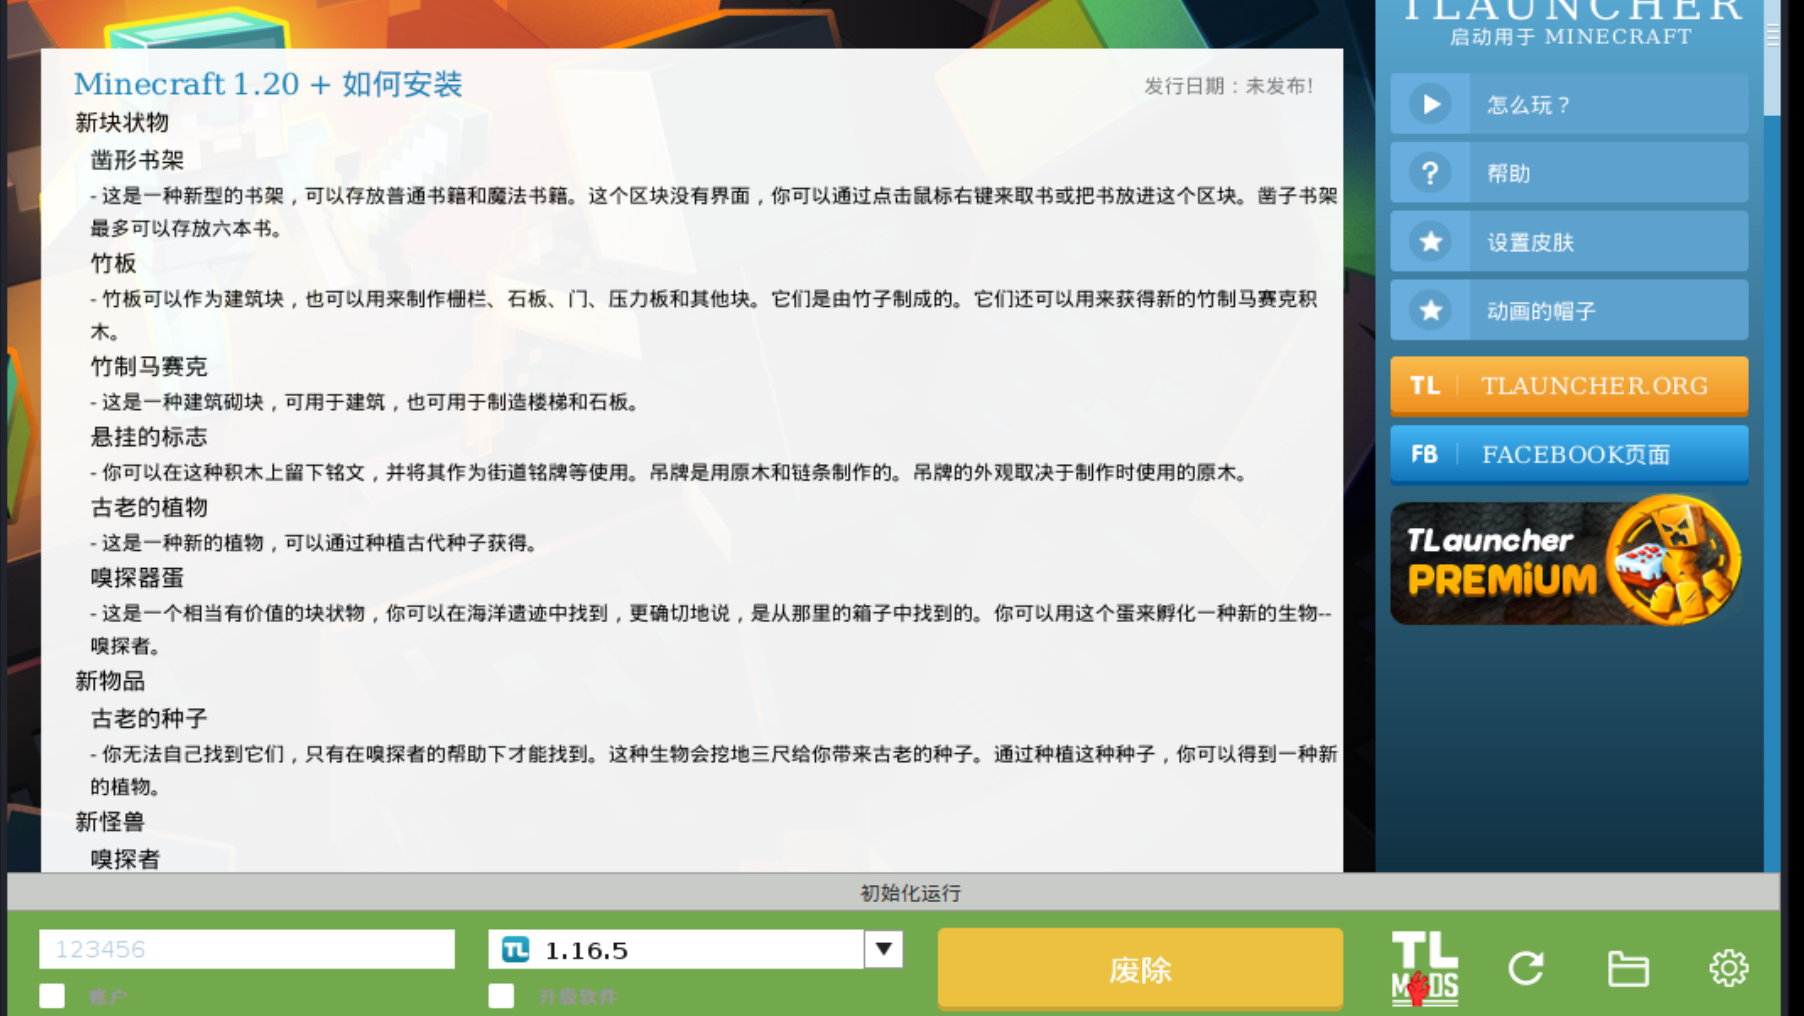 TLAUNCHER
启动用于 MINECRAFT
Minecraft 1.20 + 如何安装
发行日期：未发布!
新块状物
凿形书架
- 这是一种新型的书架，可以存放普通书籍和魔法书籍。这个区块没有界面，你可以通过点击鼠标右键来取书或把书放进这个区块。凿子书架
最多可以存放六本书。
竹板
- 竹板可以作为建筑块，也可以用来制作栅栏、石板、门、压力板和其他块。它们是由竹子制成的。它们还可以用来获得新的竹制马赛克积
木。
竹制马赛克
- 这是一种建筑砌块，可用于建筑，也可用于制造楼梯和石板。
悬挂的标志
- 你可以在这种积木上留下铭文，并将其作为街道铭牌等使用。吊牌是用原木和链条制作的。吊牌的外观取决于制作时使用的原木。
古老的植物
- 这是一种新的植物，可以通过种植古代种子获得。
嗅探器蛋
- 这是一个相当有价值的块状物，你可以在海洋遗迹中找到，更确切地说，是从那里的箱子中找到的。你可以用这个蛋来孵化一种新的生物--
嗅探者。
新物品
古老的种子
- 你无法自己找到它们，只有在嗅探者的帮助下才能找到。这种生物会挖地三尺给你带来古老的种子。通过种植这种种子，你可以得到一种新
的植物。
新怪兽
嗅探者
怎么玩？
帮助
设置皮肤
动画的帽子
TL TLAUNCHER.ORG
FB FACEBOOK页面
TLauncher
PREMiUM
初始化运行
123456
TL 1.16.5
废除
TL
MODS
账户
升级软件